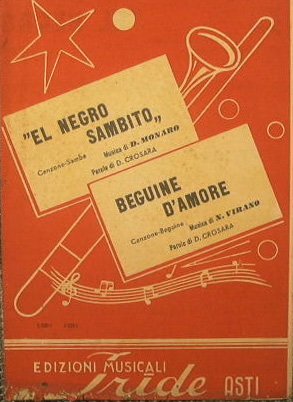 "EL NEGRO
SAMBITO„
Canzone-Samba
Musica di D. MONARO
Parole di D. CROSARA
BEGUINE
D'AMORE
Canzone-Beguine
Musica di N. VIRANO
Parole di D. CROSARA
EDIZIONI MUSICALI
Iride ASTI